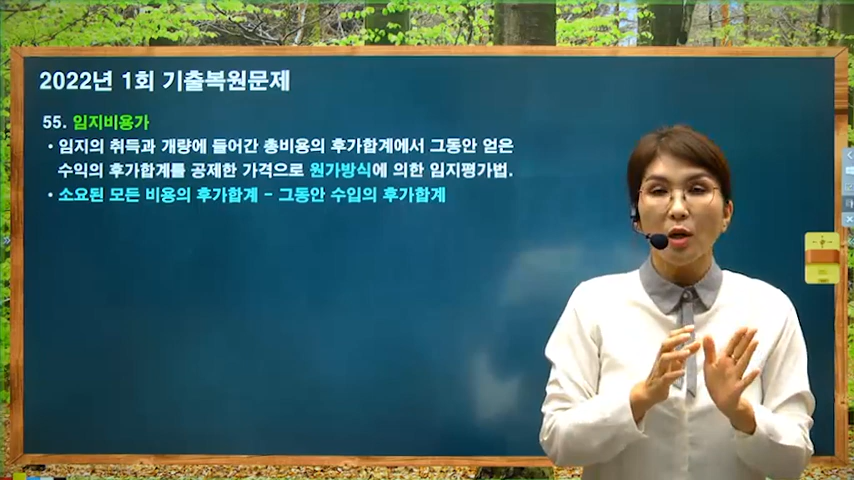 2022년 1회 기출복원문제
55. 임지비용가
• 임지의 취득과 개량에 들어간 총비용의 후가합계에서 그동안 얻은
수익의 후가합계를 공제한 가격으로 원가방식에 의한 임지평가법.
• 소요된 모든 비용의 후가합계 - 그동안 수입의 후가합계